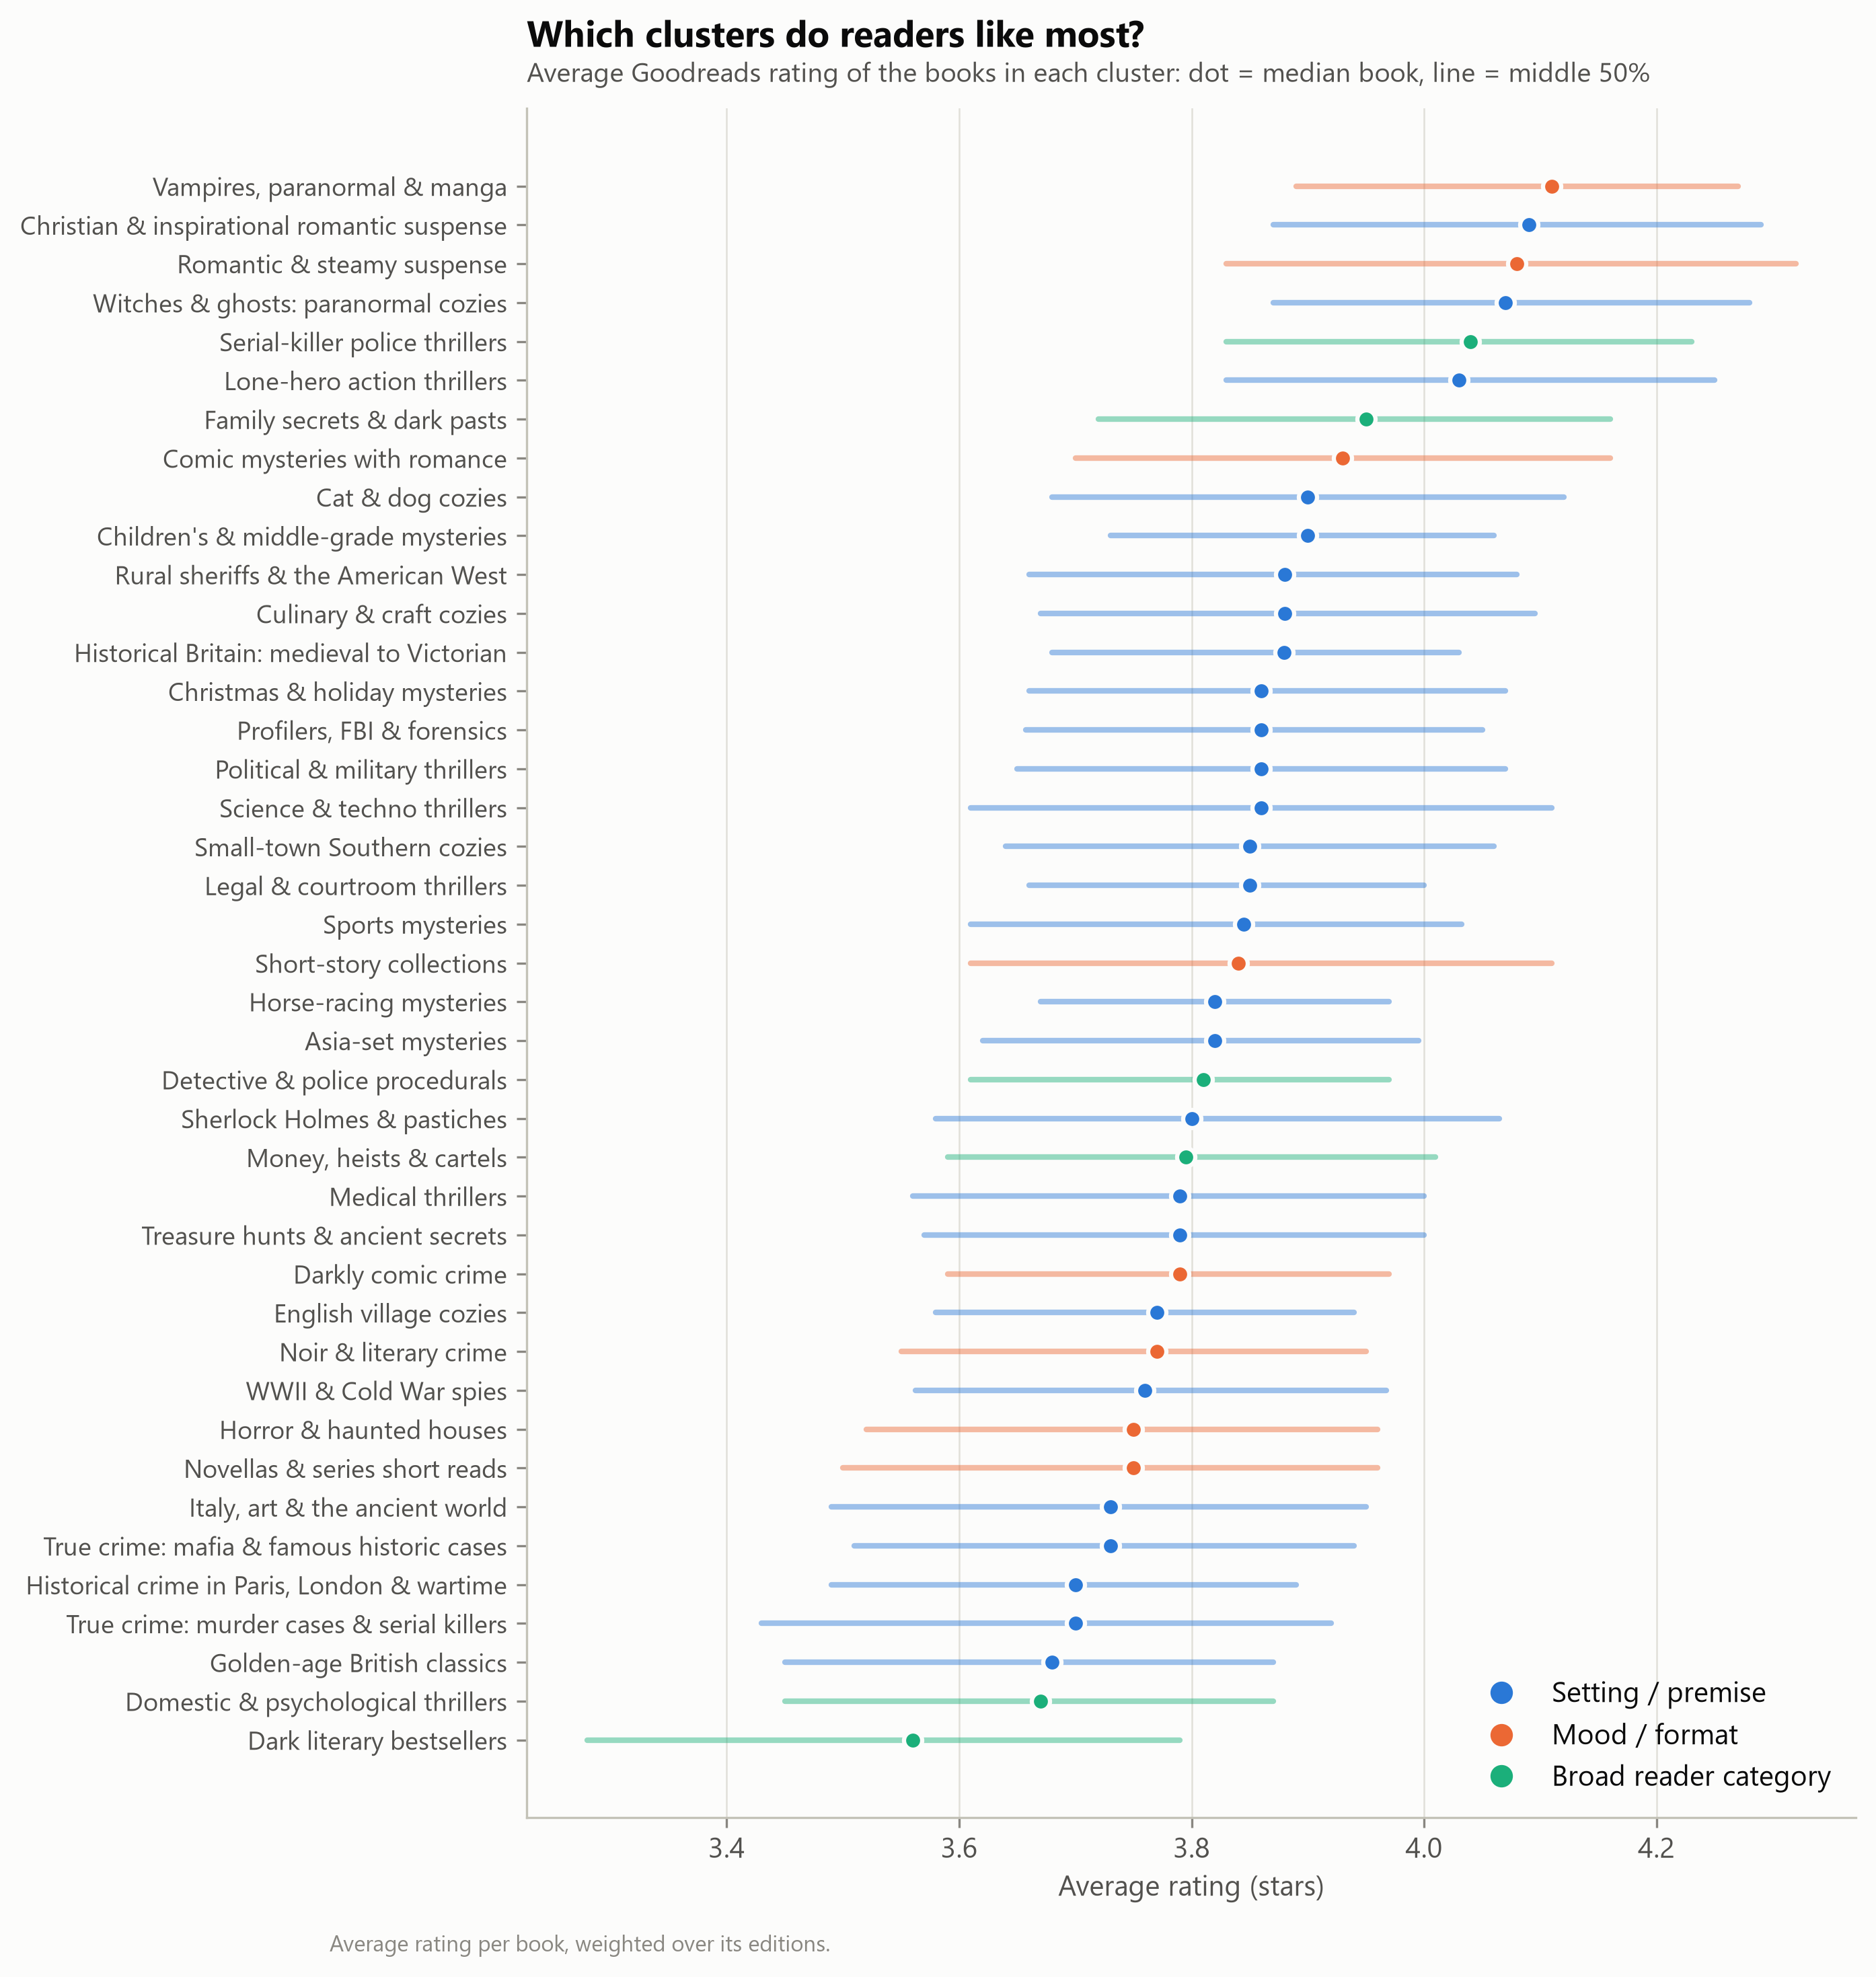 Which clusters do readers like most?
Average Goodreads rating of the books in each cluster: dot = median book, line = middle 50%
Vampires, paranormal & manga
Christian & inspirational romantic suspense
Romantic & steamy suspense
Witches & ghosts: paranormal cozies
Serial-killer police thrillers
Lone-hero action thrillers
Family secrets & dark pasts
Comic mysteries with romance
Cat & dog cozies
Children's & middle-grade mysteries
Rural sheriffs & the American West
Culinary & craft cozies
Historical Britain: medieval to Victorian
Christmas & holiday mysteries
Profilers, FBI & forensics
Political & military thrillers
Science & techno thrillers
Small-town Southern cozies
Legal & courtroom thrillers
Sports mysteries
Short-story collections
Horse-racing mysteries
Asia-set mysteries
Detective & police procedurals
Sherlock Holmes & pastiches
Money, heists & cartels
Medical thrillers
Treasure hunts & ancient secrets
Darkly comic crime
English village cozies
Noir & literary crime
WWII & Cold War spies
Horror & haunted houses
Novellas & series short reads
Italy, art & the ancient world
True crime: mafia & famous historic cases
Historical crime in Paris, London & wartime
True crime: murder cases & serial killers
Golden-age British classics
Domestic & psychological thrillers
Dark literary bestsellers
Setting / premise
Mood / format
Broad reader category
3.4 3.6 3.8 4.0 4.2
Average rating (stars)
Average rating per book, weighted over its editions.